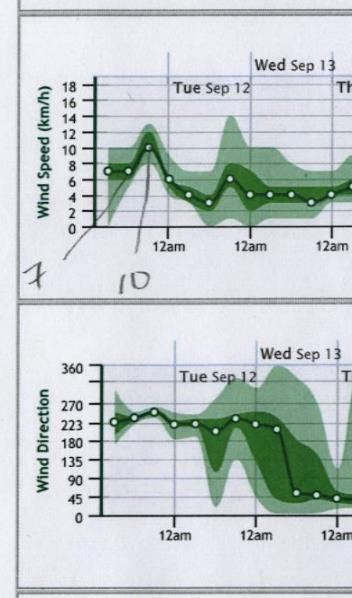 Wed Sep 13
Tue Sep 12
Th
Wind Speed (km/h)
18
16
14
12
10
8
6
4
2
0
12am
12am
12am
7
10
Wed Sep 13
Tue Sep 12
T
Wind Direction
360
270
223
180
135
90
45
0
12am
12am
12am